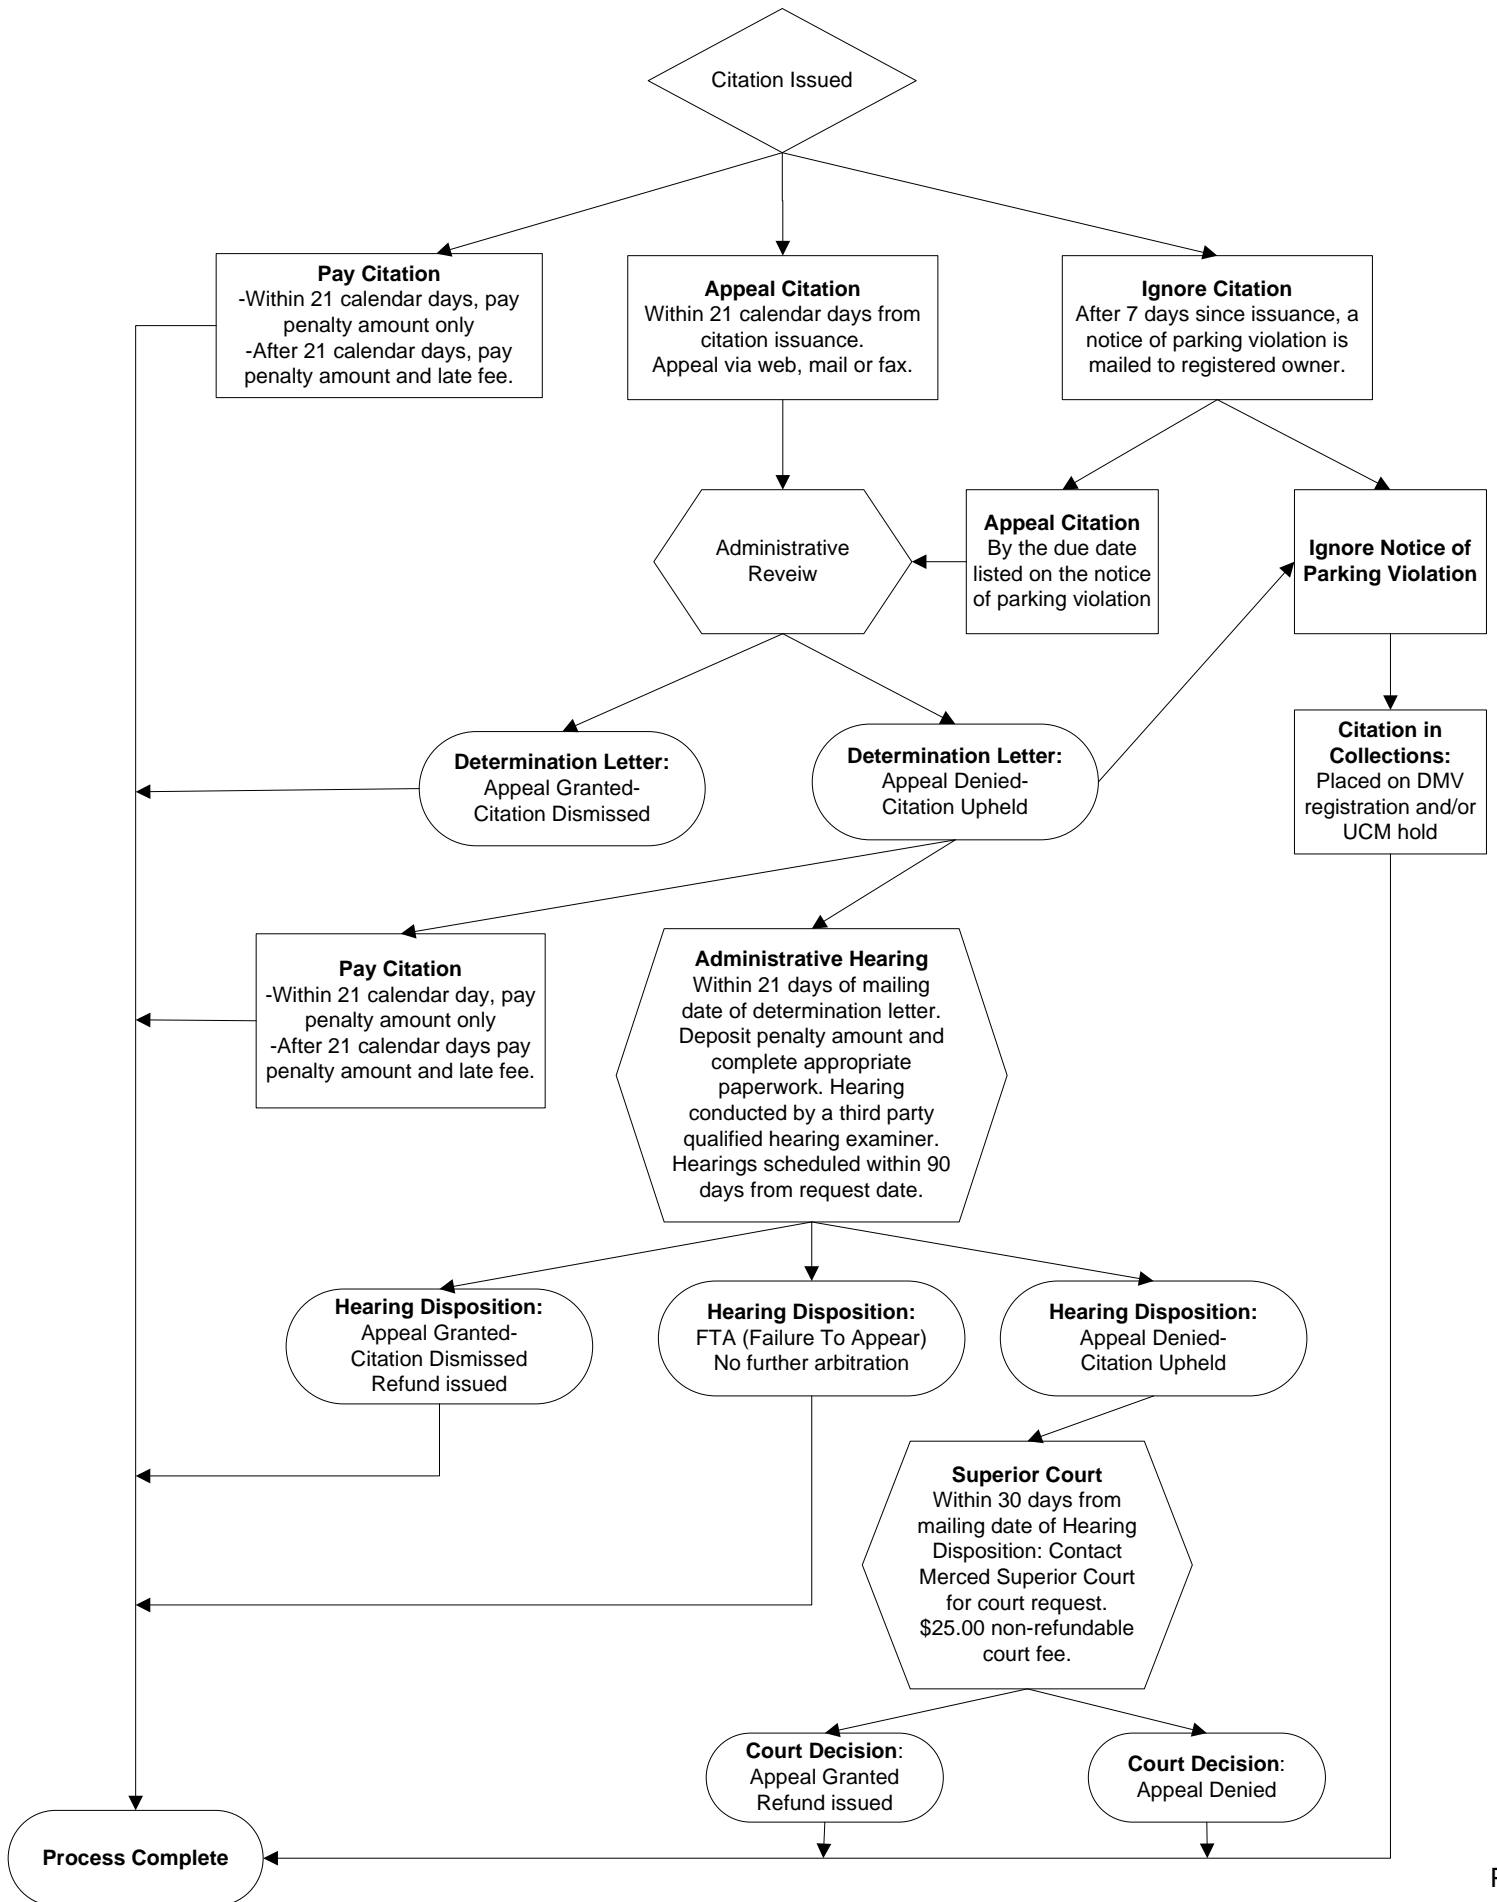 Citation Issued
Pay Citation
-Within 21 calendar days, pay
penalty amount only
-After 21 calendar days, pay
penalty amount and late fee.
Appeal Citation
Within 21 calendar days from
citation issuance.
Appeal via web, mail or fax.
Ignore Citation
After 7 days since issuance, a
notice of parking violation is
mailed to registered owner.
Administrative
Reveiw
Appeal Citation
By the due date
listed on the notice
of parking violation
Ignore Notice of
Parking Violation
Determination Letter:
Appeal Granted-
Citation Dismissed
Determination Letter:
Appeal Denied-
Citation Upheld
Citation in
Collections:
Placed on DMV
registration and/or
UCM hold
Pay Citation
-Within 21 calendar day, pay
penalty amount only
-After 21 calendar days pay
penalty amount and late fee.
Administrative Hearing
Within 21 days of mailing
date of determination letter.
Deposit penalty amount and
complete appropriate
paperwork. Hearing
conducted by a third party
qualified hearing examiner.
Hearings scheduled within 90
days from request date.
Hearing Disposition:
Appeal Granted-
Citation Dismissed
Refund issued
Hearing Disposition:
FTA (Failure To Appear)
No further arbitration
Hearing Disposition:
Appeal Denied-
Citation Upheld
Superior Court
Within 30 days from
mailing date of Hearing
Disposition: Contact
Merced Superior Court
for court request.
$25.00 non-refundable
court fee.
Court Decision:
Appeal Granted
Refund issued
Court Decision:
Appeal Denied
Process Complete